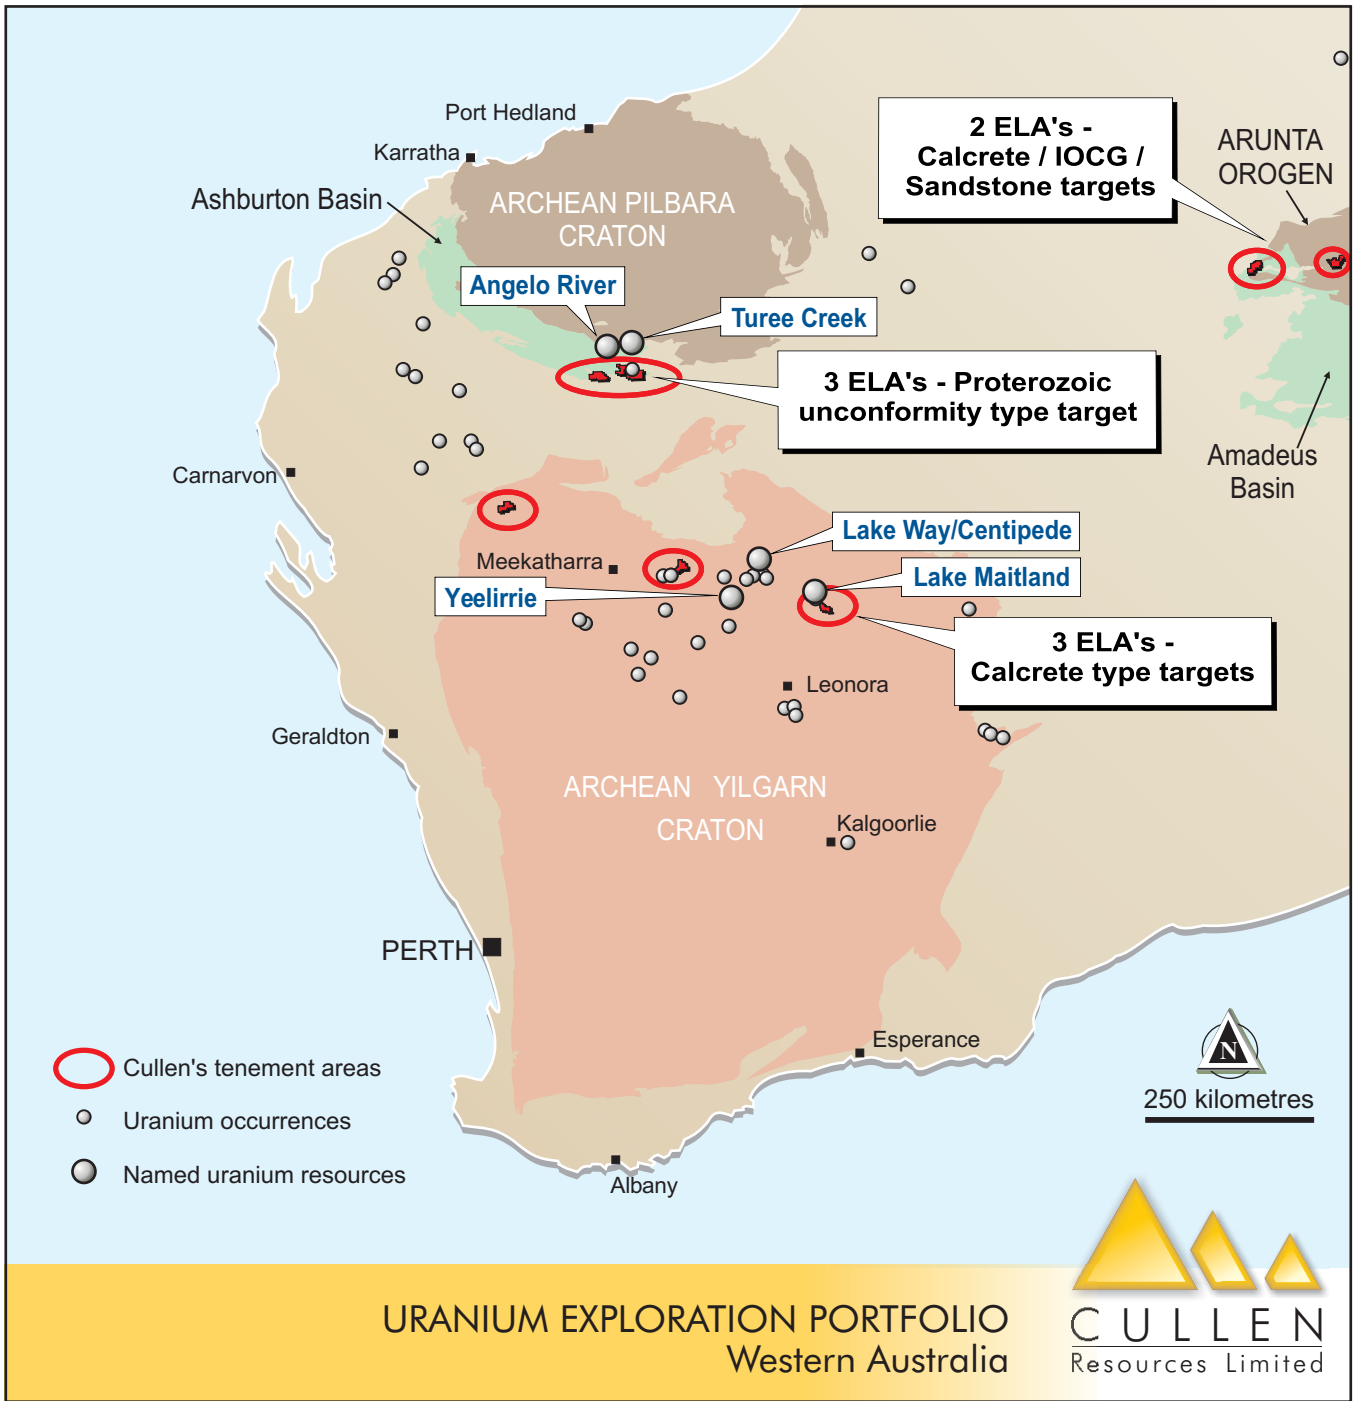 Port Hedland
Karratha
Ashburton Basin
ARCHEAN PILBARA
CRATON
2 ELA's -
Calcrete / IOCG /
Sandstone targets
ARUNTA
OROGEN
Angelo River
Turee Creek
3 ELA's - Proterozoic
unconformity type target
Amadeus
Basin
Carnarvon
Meekatharra
Lake Way/Centipede
Lake Maitland
Yeelirrie
3 ELA's -
Calcrete type targets
Leonora
Geraldton
ARCHEAN YILGARN
CRATON
Kalgoorlie
PERTH
Esperance
Albany
Cullen's tenement areas
Uranium occurrences
Named uranium resources
N
250 kilometres
URANIUM EXPLORATION PORTFOLIO
Western Australia
CULLEN
Resources Limited